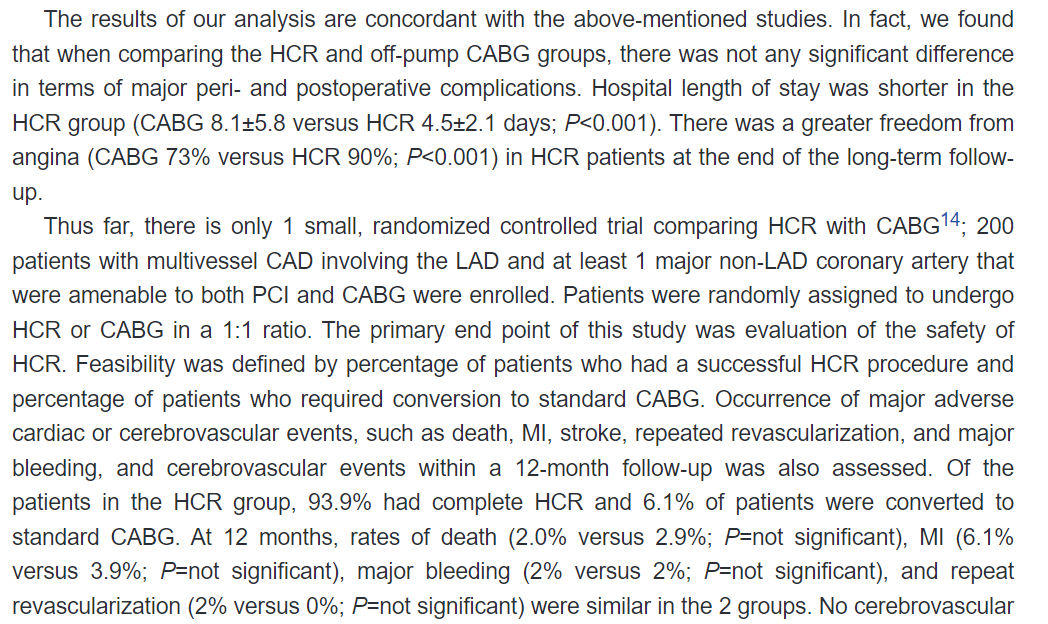 The results of our analysis are concordant with the above-mentioned studies. In fact, we found
that when comparing the HCR and off-pump CABG groups, there was not any significant difference
in terms of major peri- and postoperative complications. Hospital length of stay was shorter in the
HCR group (CABG 8.1±5.8 versus HCR 4.5±2.1 days; P<0.001). There was a greater freedom from
angina (CABG 73% versus HCR 90%; P<0.001) in HCR patients at the end of the long-term follow-
up.
Thus far, there is only 1 small, randomized controlled trial comparing HCR with CABG14; 200
patients with multivessel CAD involving the LAD and at least 1 major non-LAD coronary artery that
were amenable to both PCI and CABG were enrolled. Patients were randomly assigned to undergo
HCR or CABG in a 1:1 ratio. The primary end point of this study was evaluation of the safety of
HCR. Feasibility was defined by percentage of patients who had a successful HCR procedure and
percentage of patients who required conversion to standard CABG. Occurrence of major adverse
cardiac or cerebrovascular events, such as death, MI, stroke, repeated revascularization, and major
bleeding, and cerebrovascular events within a 12-month follow-up was also assessed. Of the
patients in the HCR group, 93.9% had complete HCR and 6.1% of patients were converted to
standard CABG. At 12 months, rates of death (2.0% versus 2.9%; P=not significant), MI (6.1%
versus 3.9%; P=not significant), major bleeding (2% versus 2%; P=not significant), and repeat
revascularization (2% versus 0%; P=not significant) were similar in the 2 groups. No cerebrovascular